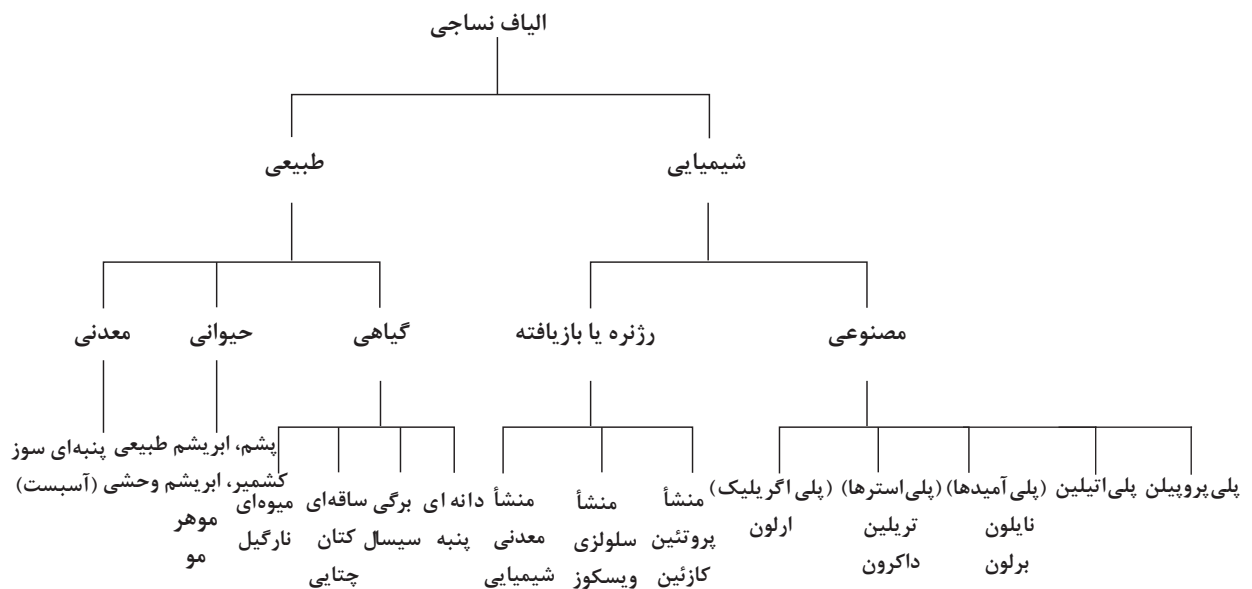 الیاف نساجی
شیمیایی
طبیعی
مصنوعی
رژنره یا بازیافته
گیاهی
حیوانی
معدنی
پلی‌پروپیلن
پلی‌اتیلین
(پلی‌آمیدها)
نایلون
برلون
(پلی‌استرها)
تریلین
داکرون
(پلی اگریلیک)
ارلون
منشأ
پروتئین
کازئین
منشأ
سلولزی
ویسکوز
منشأ
معدنی
شیمیایی
دانه ای
پنبه
برگی
سیسال
ساقه‌ای
کتان
چتایی
میوه‌ای
نارگیل
پشم، ابریشم طبیعی
کشمیر، ابریشم وحشی
موهر
مو
پنبه‌ای سوز
(آسبست)